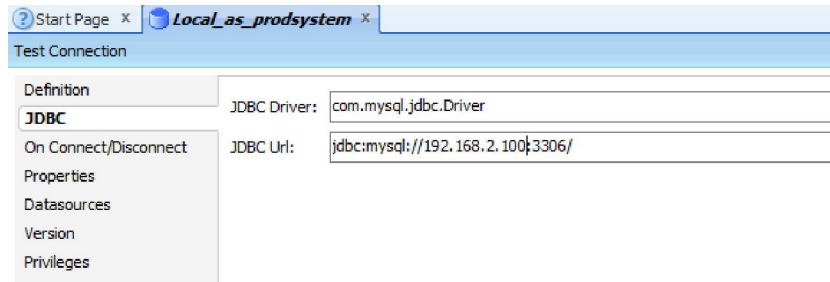 Start Page x Local_as_prodsystem x
Test Connection
Definition
JDBC
On Connect/Disconnect
Properties
Datasources
Version
Privileges
JDBC Driver: com.mysql.jdbc.Driver
JDBC Url: jdbc:mysql://192.168.2.100:3306/